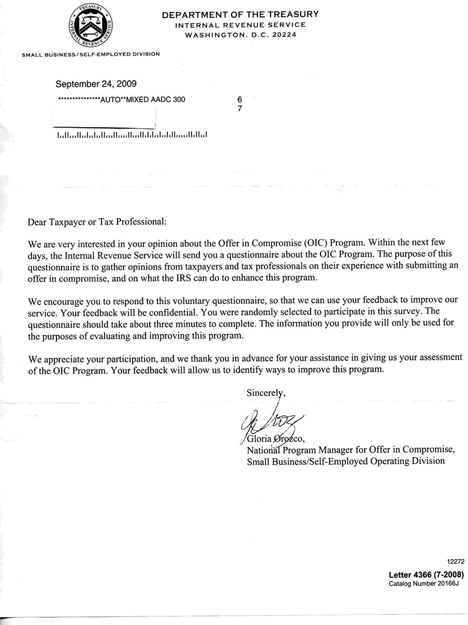 DEPARTMENT OF THE TREASURY
INTERNAL REVENUE SERVICE
WASHINGTON, D.C. 20224
SMALL BUSINESS/SELF-EMPLOYED DIVISION
September 24, 2009
***************AUTO**MIXED AADC 300
6
7
Dear Taxpayer or Tax Professional:
We are very interested in your opinion about the Offer in Compromise (OIC) Program. Within the next few
days, the Internal Revenue Service will send you a questionnaire about the OIC Program. The purpose of this
questionnaire is to gather opinions from taxpayers and tax professionals on their experience with submitting an
offer in compromise, and on what the IRS can do to enhance this program.
We encourage you to respond to this voluntary questionnaire, so that we can use your feedback to improve our
service. Your feedback will be confidential. You were randomly selected to participate in this survey. The
questionnaire should take about three minutes to complete. The information you provide will only be used for
the purposes of evaluating and improving this program.
We appreciate your participation, and we thank you in advance for your assistance in giving us your assessment
of the OIC Program. Your feedback will allow us to identify ways to improve this program.
Sincerely,
Gloria Orozco,
National Program Manager for Offer in Compromise,
Small Business/Self-Employed Operating Division
12272
Letter 4366 (7-2008)
Catalog Number 20166J